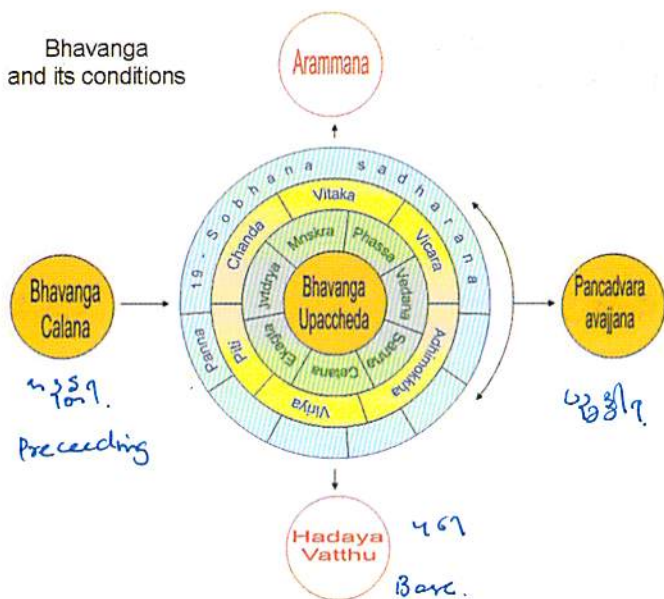 Bhavanga
and its conditions
Arammana
19 - Sobhana sadharana
Panna
Chanda
Vitaka
Vicara
Adhimokkha
Viriya
Piti
Mnskra
Phassa
Vedana
Sanna
Cetana
Ekagta
Jvtdrya
Bhavanga
Upaccheda
Bhavanga
Calana
Pancadvara
avajjana
Preceeding
Hadaya
Vatthu
Base.